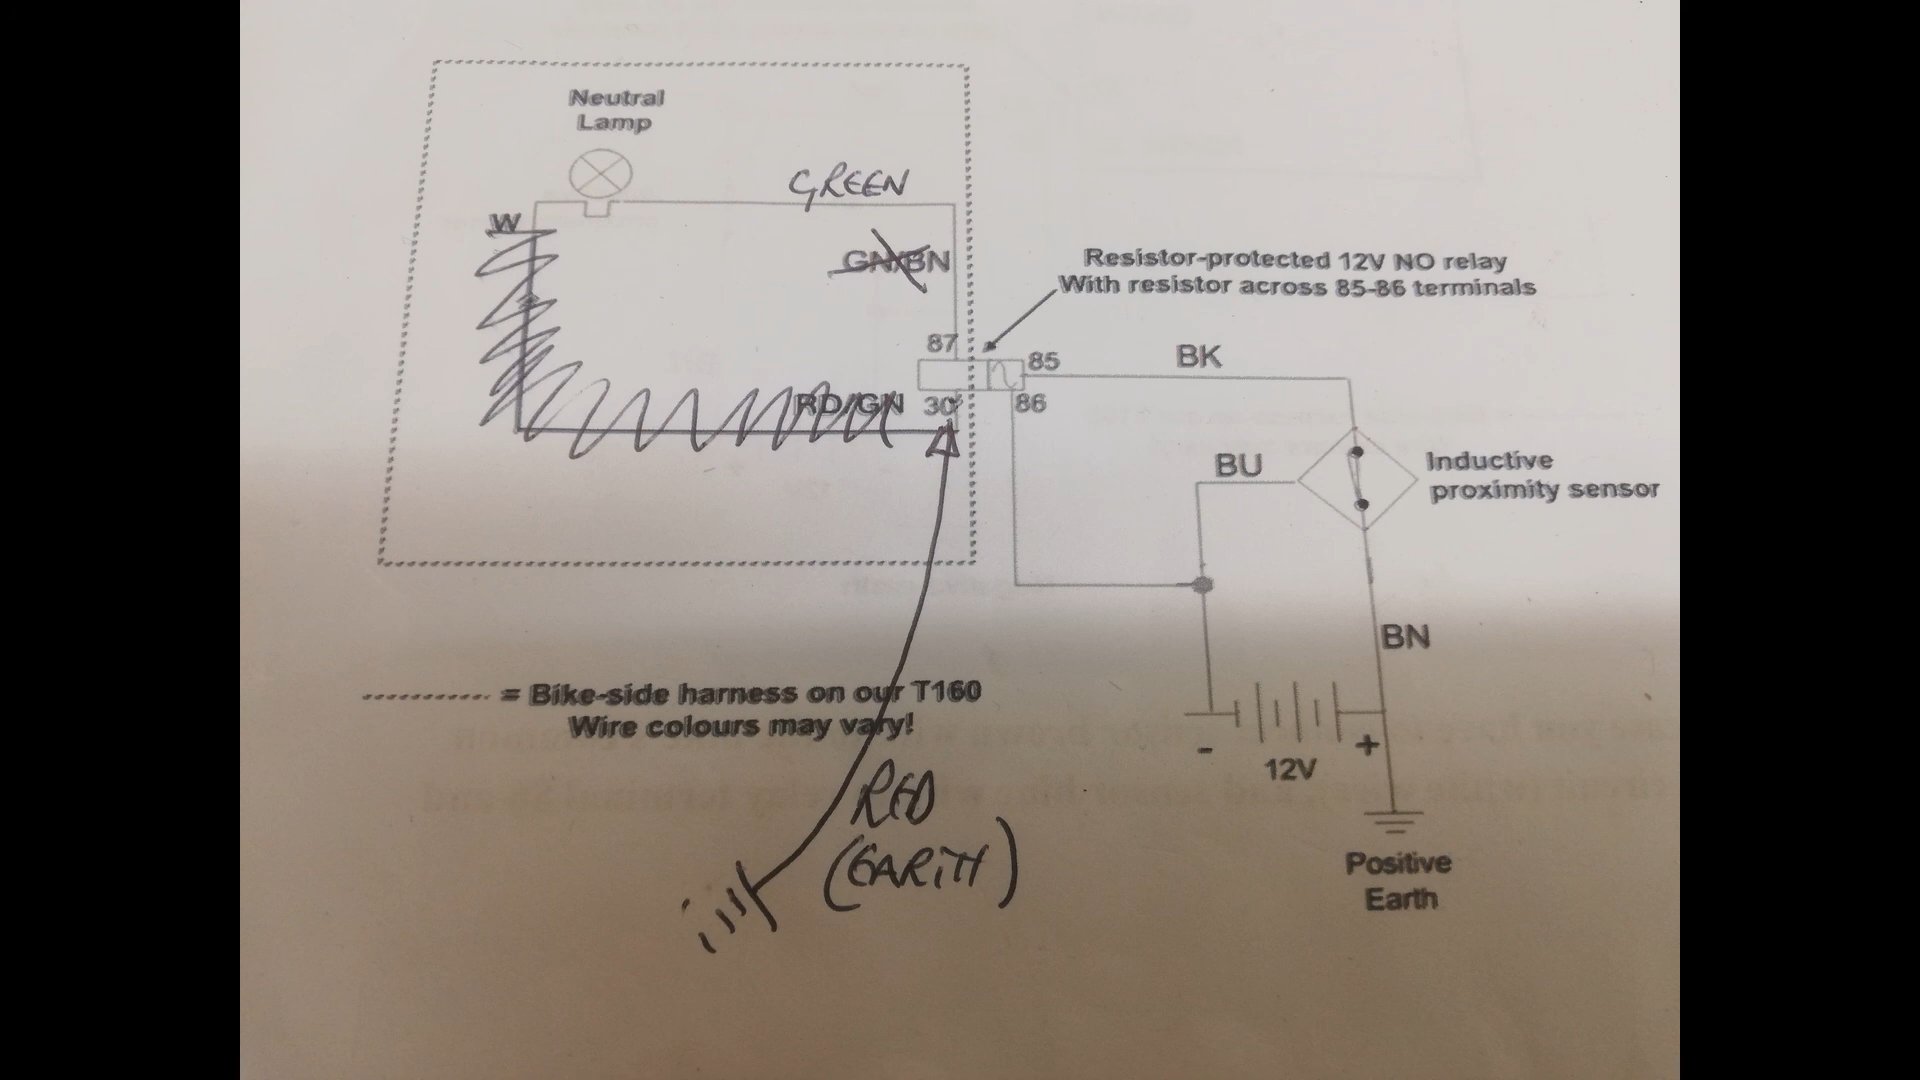 Neutral
Lamp
GREEN
W
GN/BN
Resistor-protected 12V NO relay
With resistor across 85-86 terminals
87
85
BK
RD/GN
30
86
BU
Inductive
proximity sensor
BN
= Bike-side harness on our T160
Wire colours may vary!
-
+
12V
RED
(EARTH)
Positive
Earth